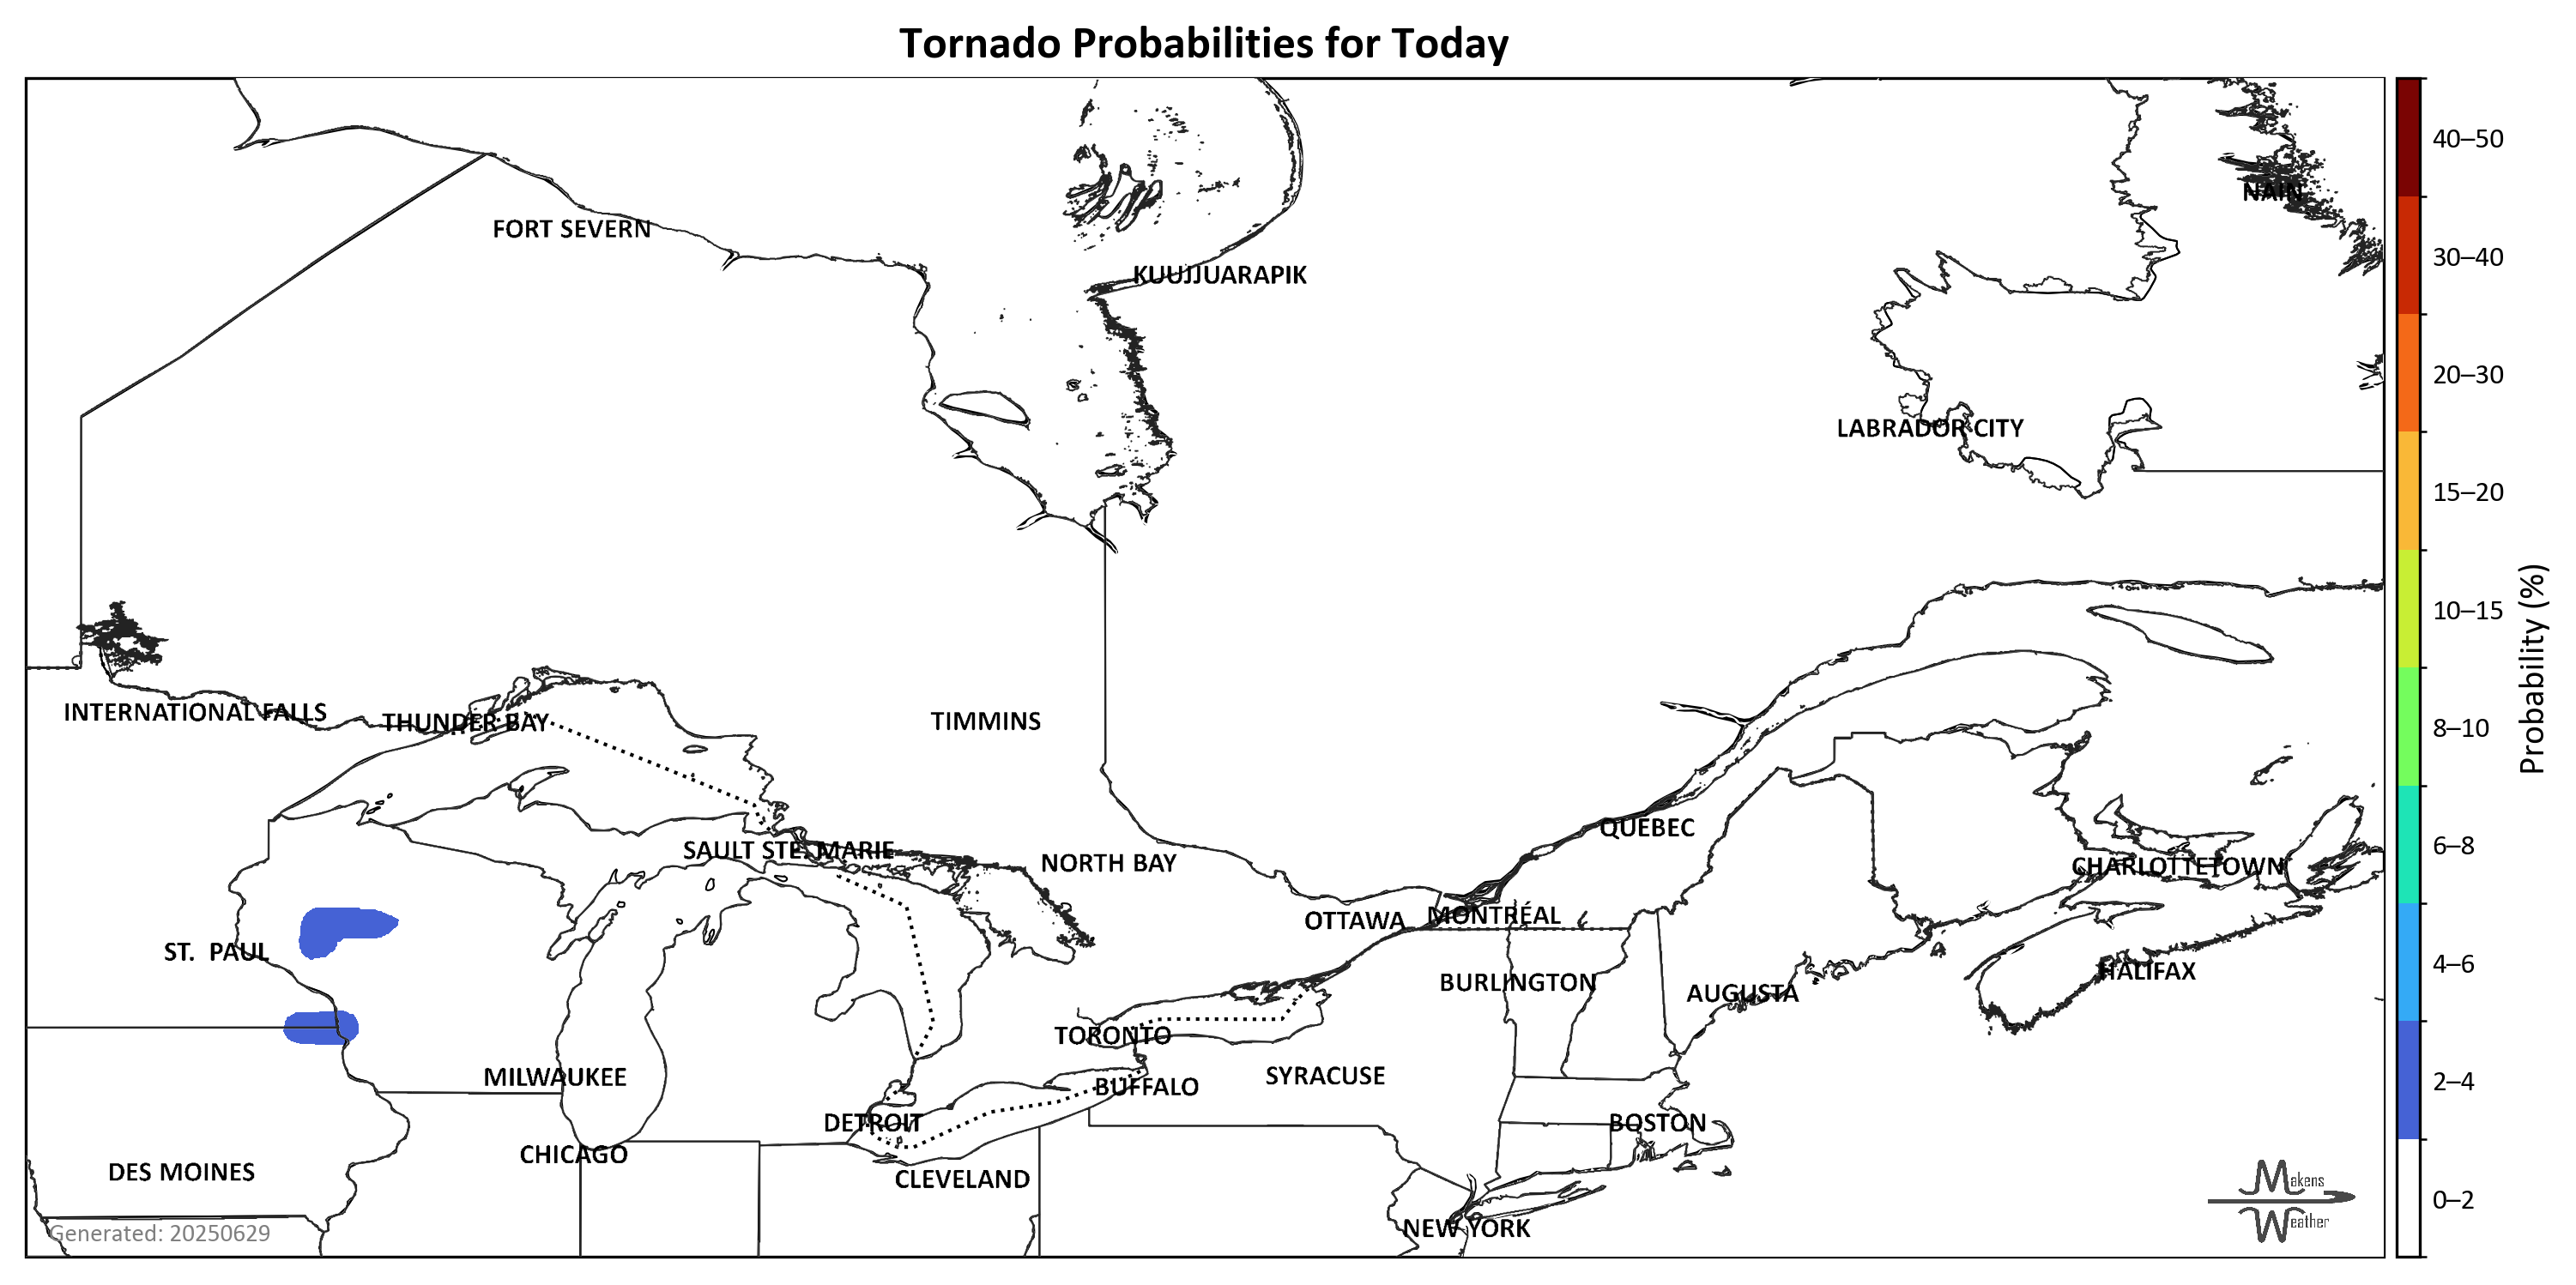 Tornado Probabilities for Today
40–50
NAIN
FORT SEVERN
30–40
KUUJJUARAPIK
20–30
LABRADOR CITY
15–20
10–15
Probability (%)
INTERNATIONAL FALLS
THUNDER BAY
TIMMINS
8–10
QUÉBEC
6–8
SAULT STE. MARIE
NORTH BAY
CHARLOTTETOWN
OTTAWA
MONTRÉAL
ST. PAUL
4–6
HALIFAX
BURLINGTON
AUGUSTA
TORONTO
MILWAUKEE
SYRACUSE
2–4
BUFFALO
DETROIT
BOSTON
CHICAGO
DES MOINES
CLEVELAND
Makens
Weather
0–2
NEW YORK
Generated: 20250629